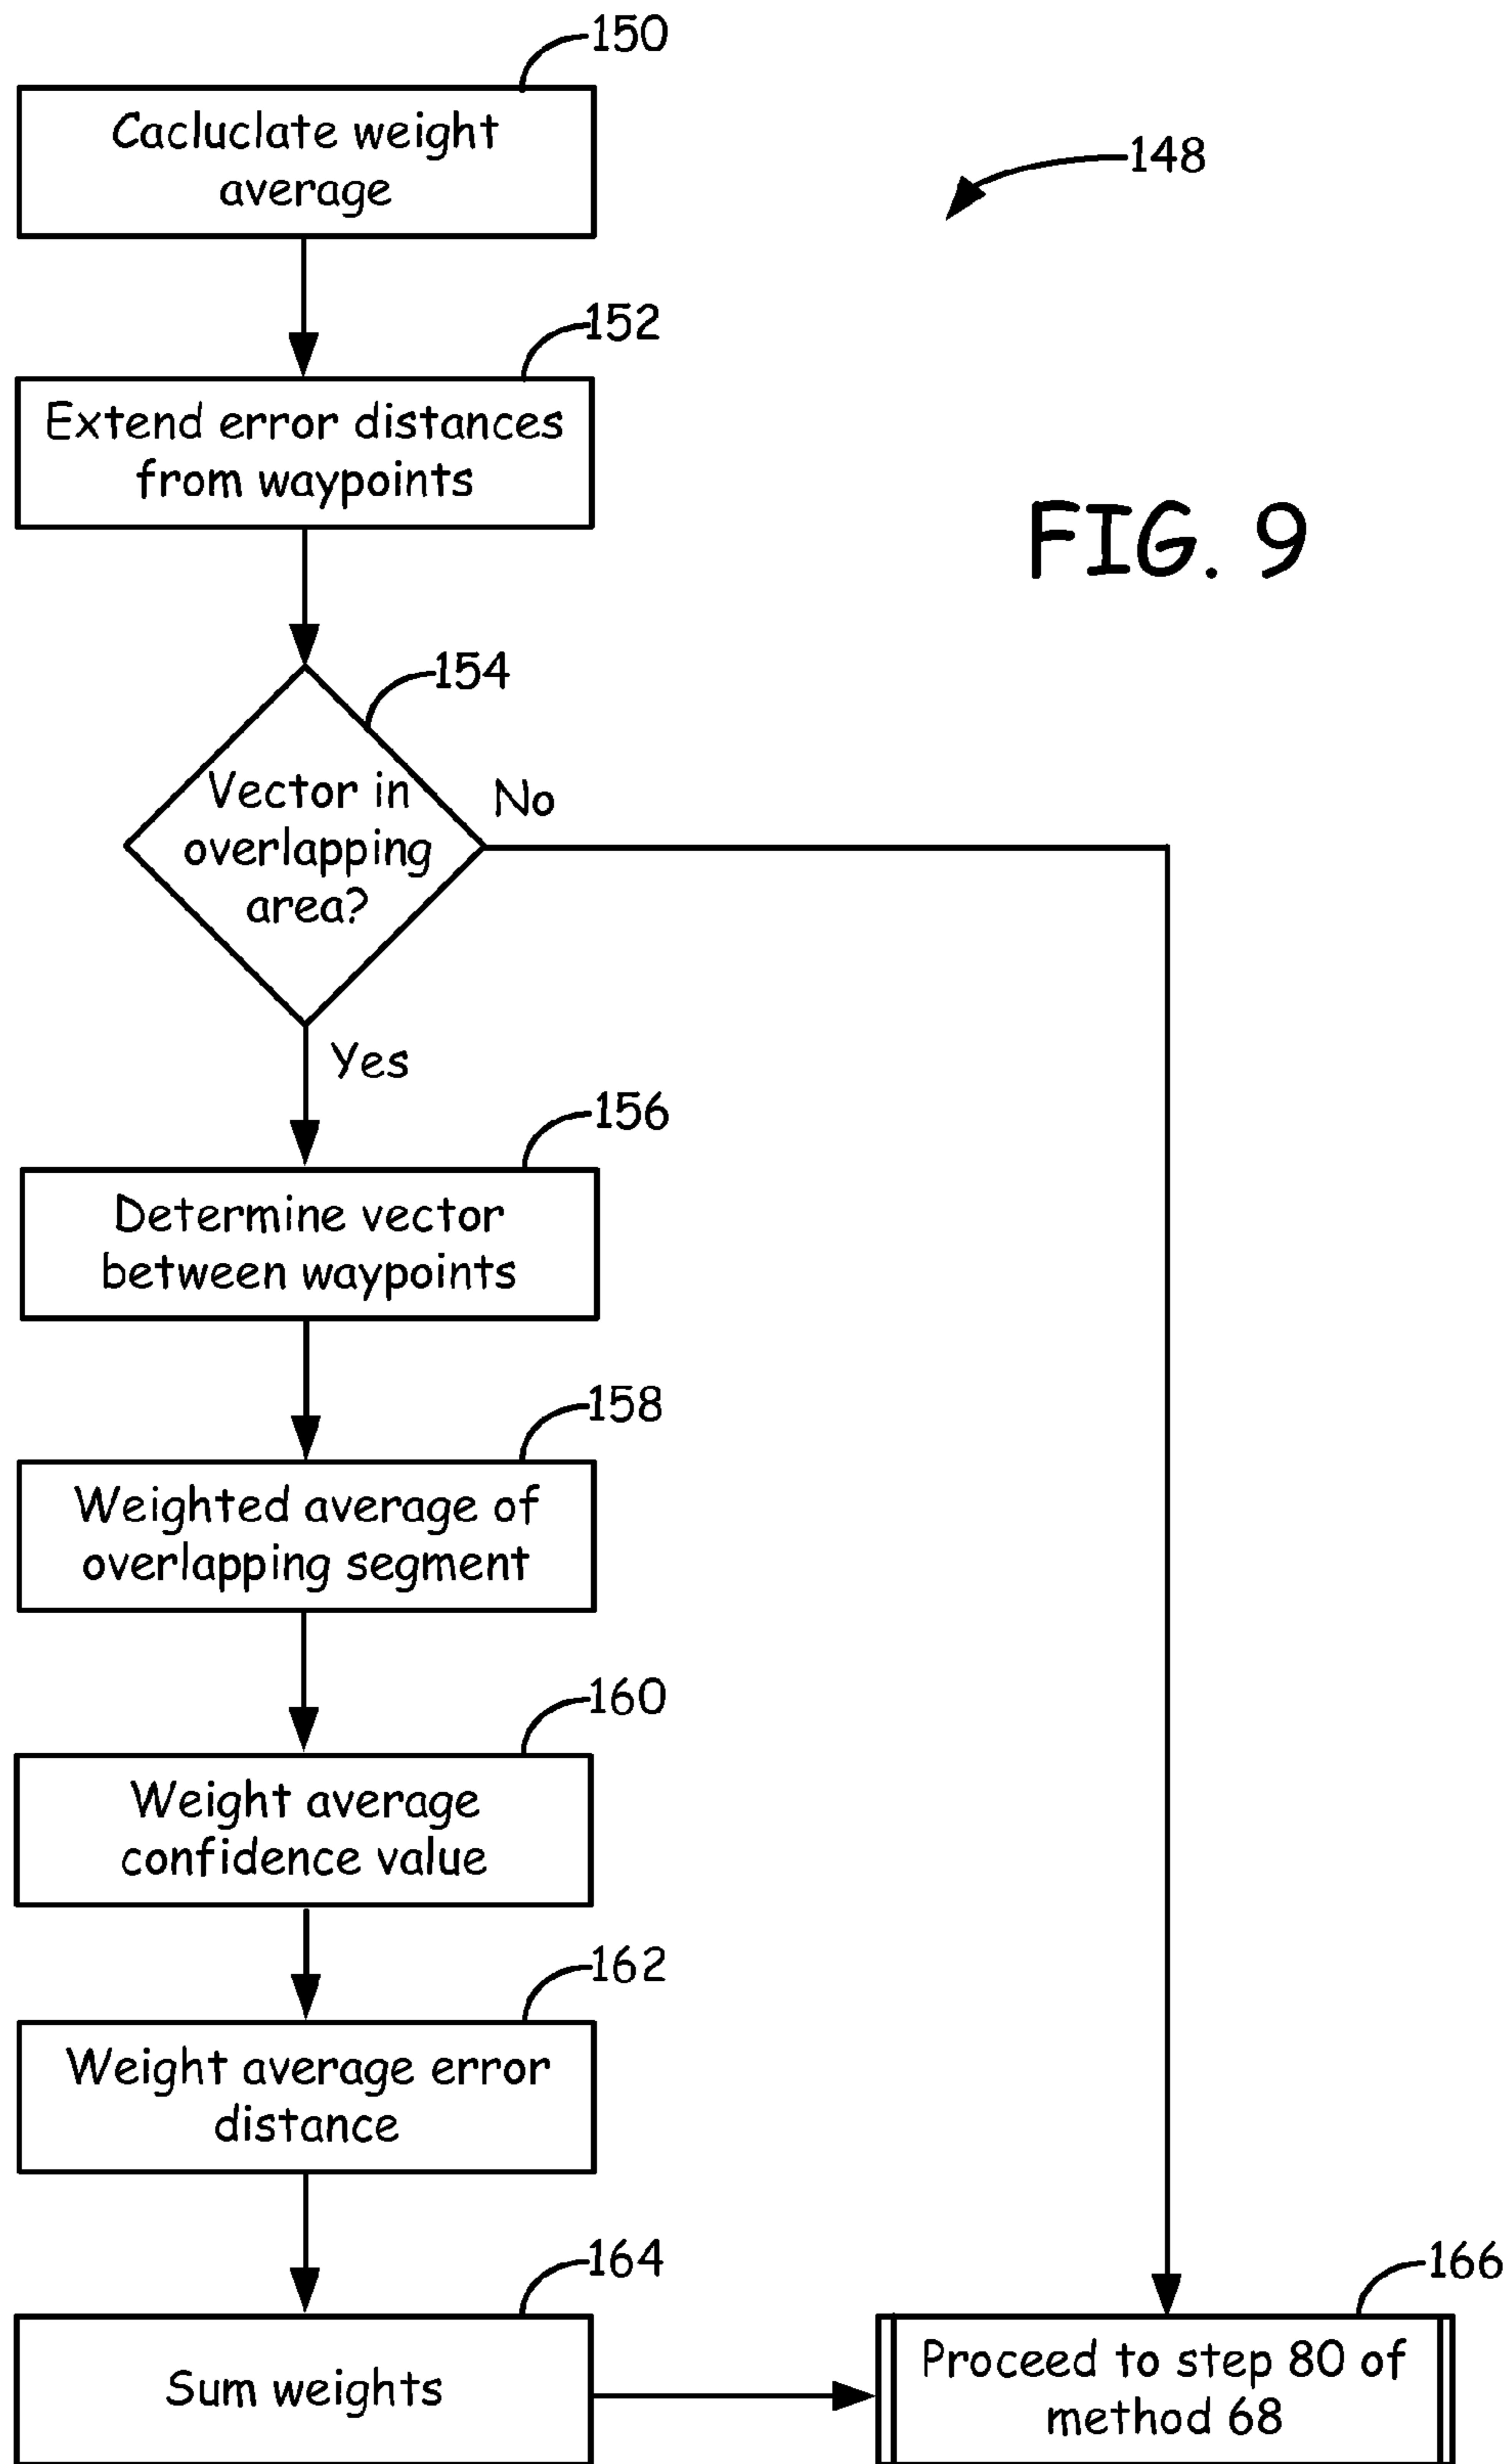 150
Cacluclate weight
average
148
152
Extend error distances
from waypoints
FIG. 9
154
Vector in
overlapping
area?
No
Yes
156
Determine vector
between waypoints
158
Weighted average of
overlapping segment
160
Weight average
confidence value
162
Weight average error
distance
164
Sum weights
166
Proceed to step 80 of
method 68